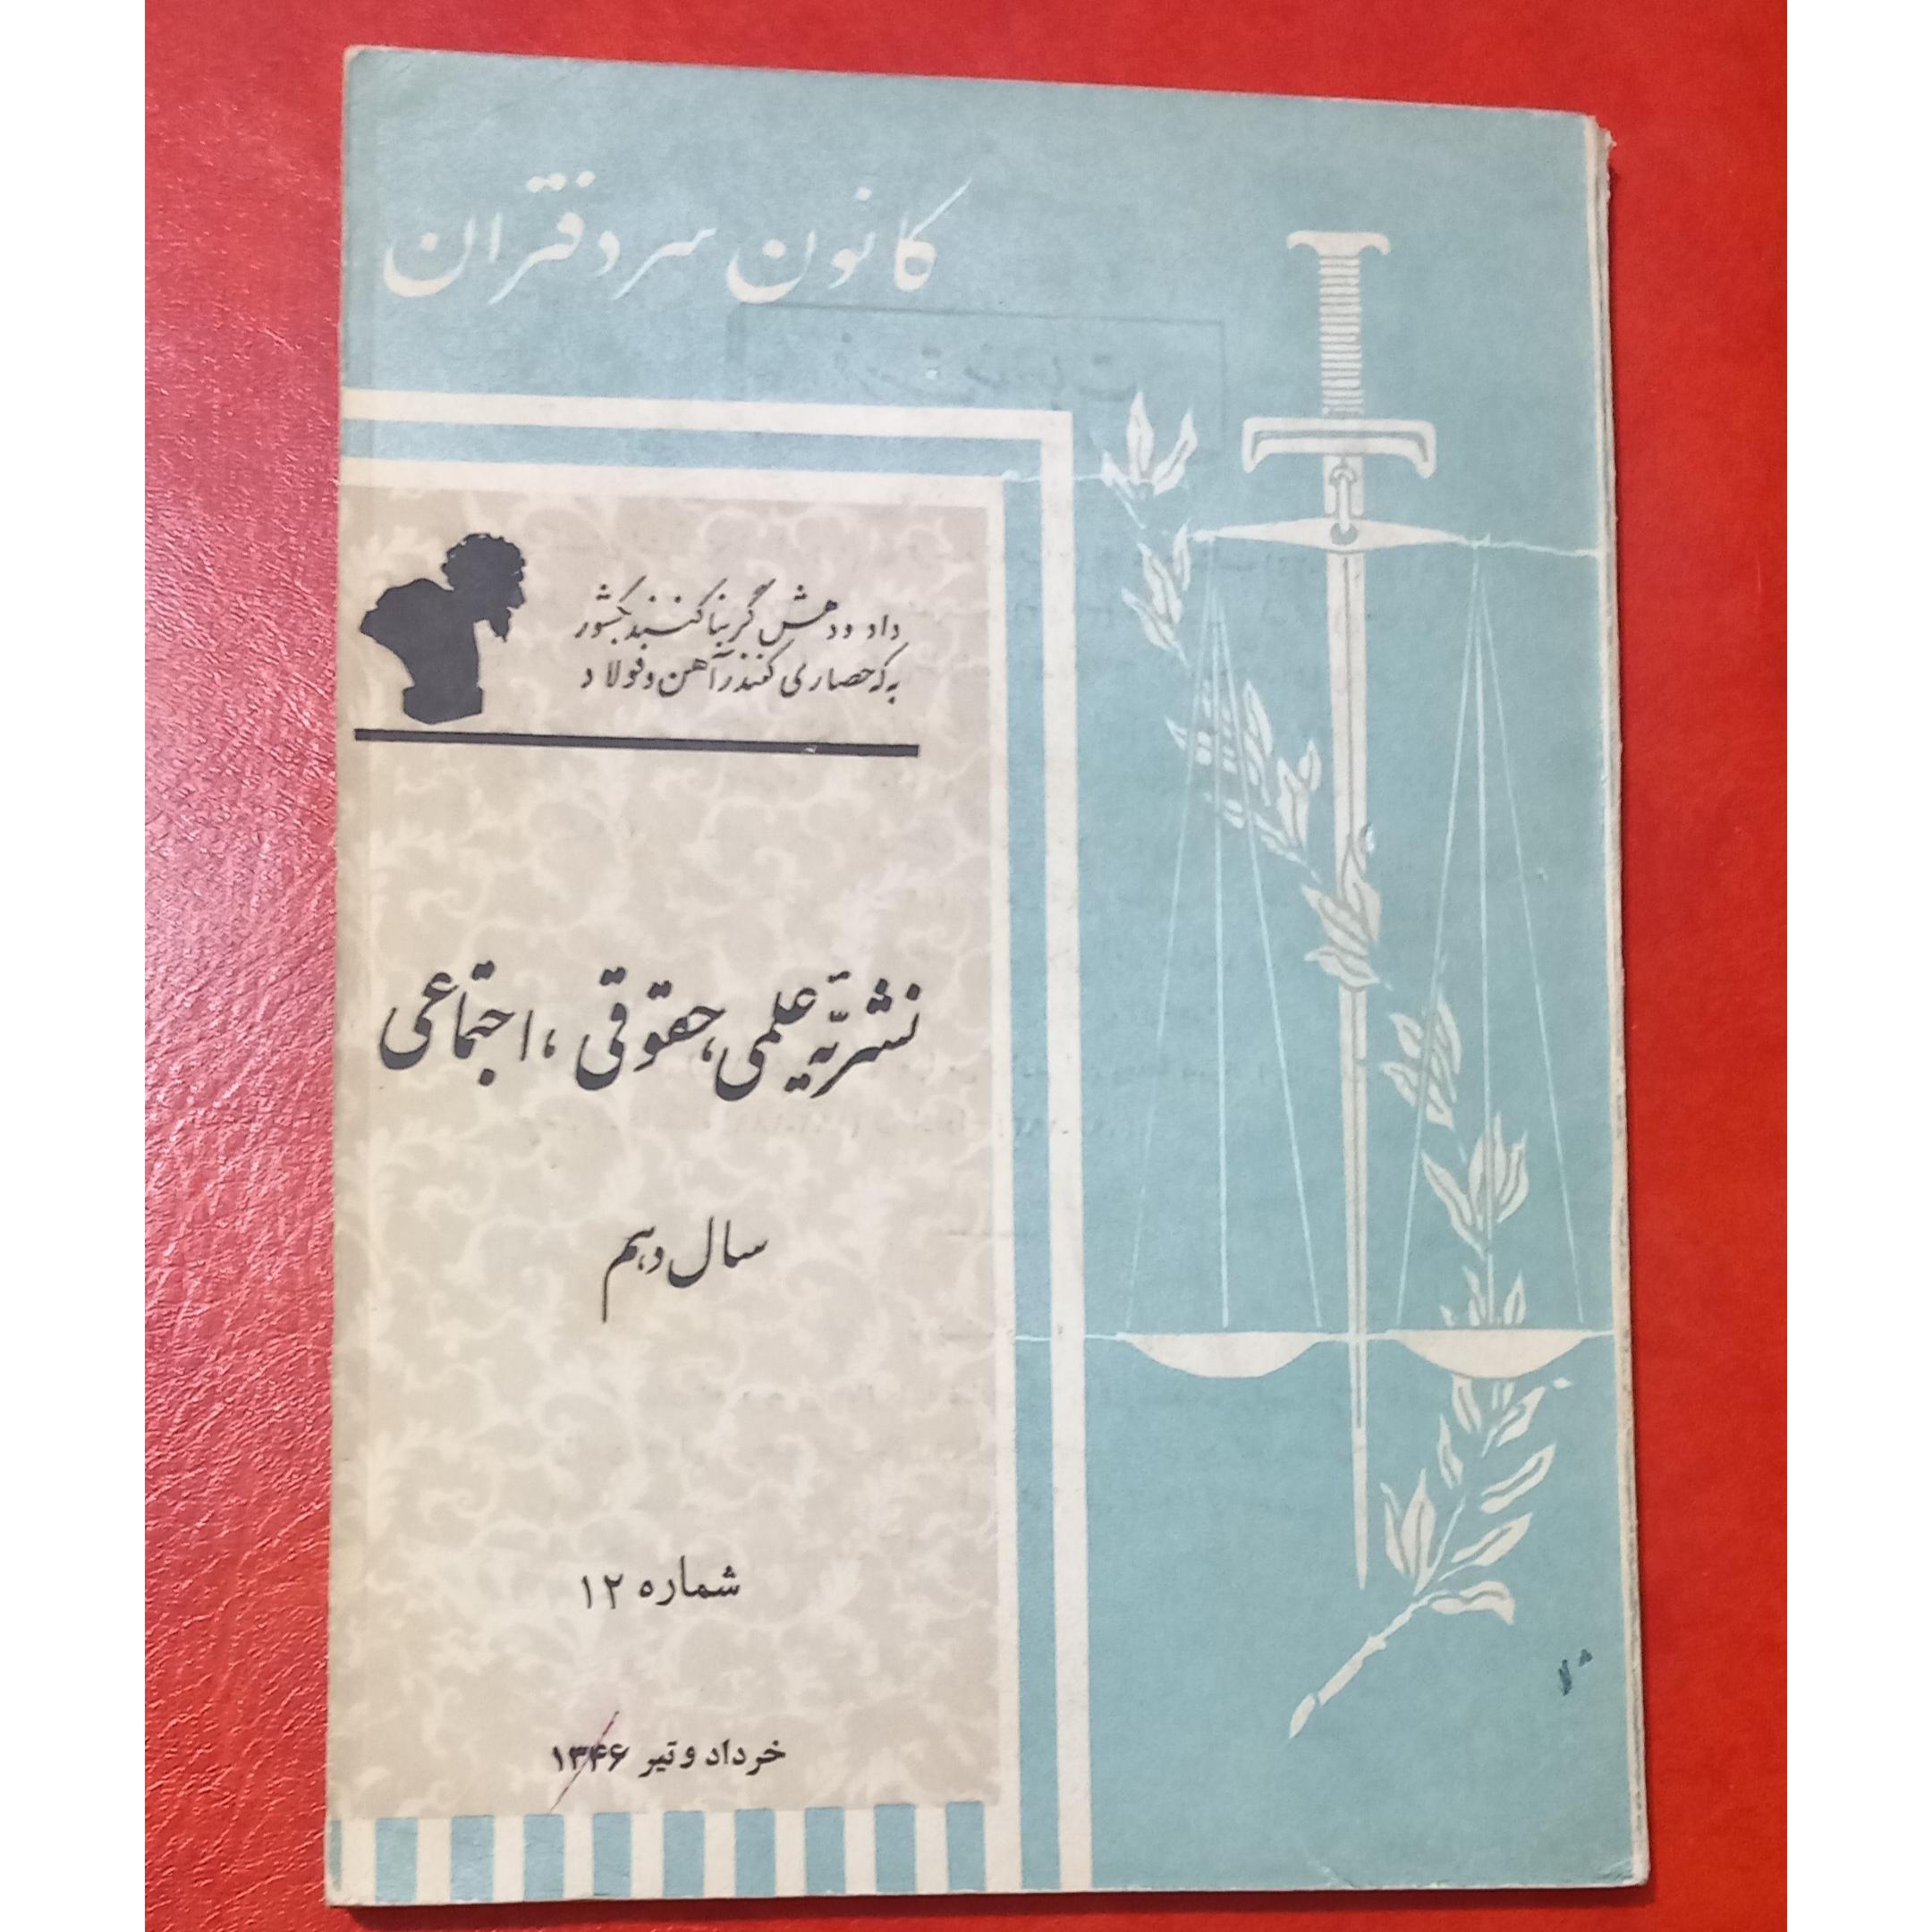 کانون سردفتران
داد و دهش گر بنا کنند بکشور
به که حصاری کنند ز آهن و فولاد
نشریّه علمی، حقوقی، اجتماعی
سال دهم
شماره ۱۲
خرداد و تیر ۱۳۴۶